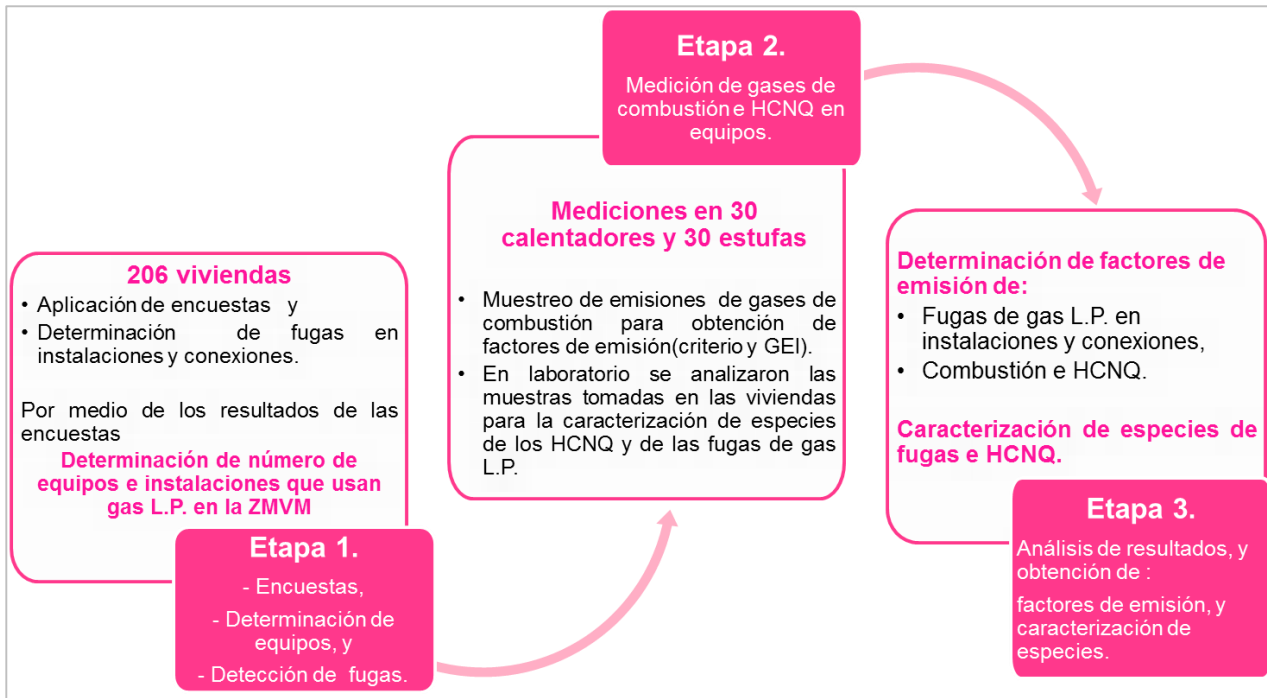 206 viviendas
• Aplicación de encuestas y
• Determinación de fugas en
instalaciones y conexiones.
Por medio de los resultados de las
encuestas
Determinación de número de
equipos e instalaciones que usan
gas L.P. en la ZMVM
Etapa 1.
- Encuestas,
- Determinación de
equipos, y
- Detección de fugas.
Etapa 2.
Medición de gases de
combustión e HCNQ en
equipos.
Mediciones en 30
calentadores y 30 estufas
• Muestreo de emisiones de gases de
combustión para obtención de
factores de emisión(criterio y GEI).
• En laboratorio se analizaron las
muestras tomadas en las viviendas
para la caracterización de especies
de los HCNQ y de las fugas de gas
L.P.
Determinación de factores de
emisión de:
• Fugas de gas L.P. en
instalaciones y conexiones,
• Combustión e HCNQ.
Caracterización de especies de
fugas e HCNQ.
Etapa 3.
Análisis de resultados, y
obtención de :
factores de emisión, y
caracterización de
especies.